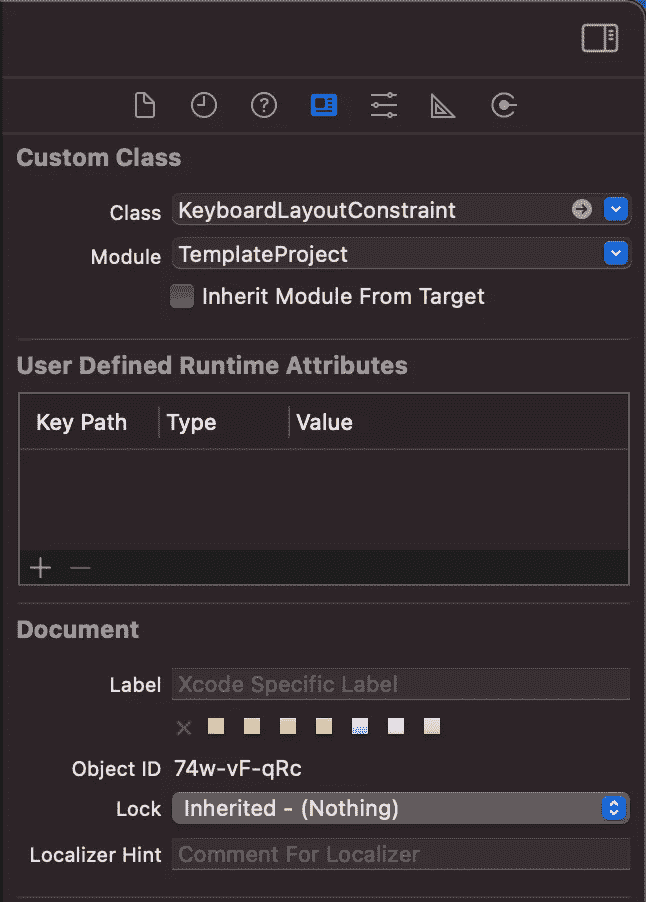 Custom Class
Class KeyboardLayoutConstraint
Module TemplateProject
Inherit Module From Target
User Defined Runtime Attributes
Key Path Type Value
Document
Label Xcode Specific Label
Object ID 74w-vF-qRc
Lock Inherited - (Nothing)
Localizer Hint Comment For Localizer